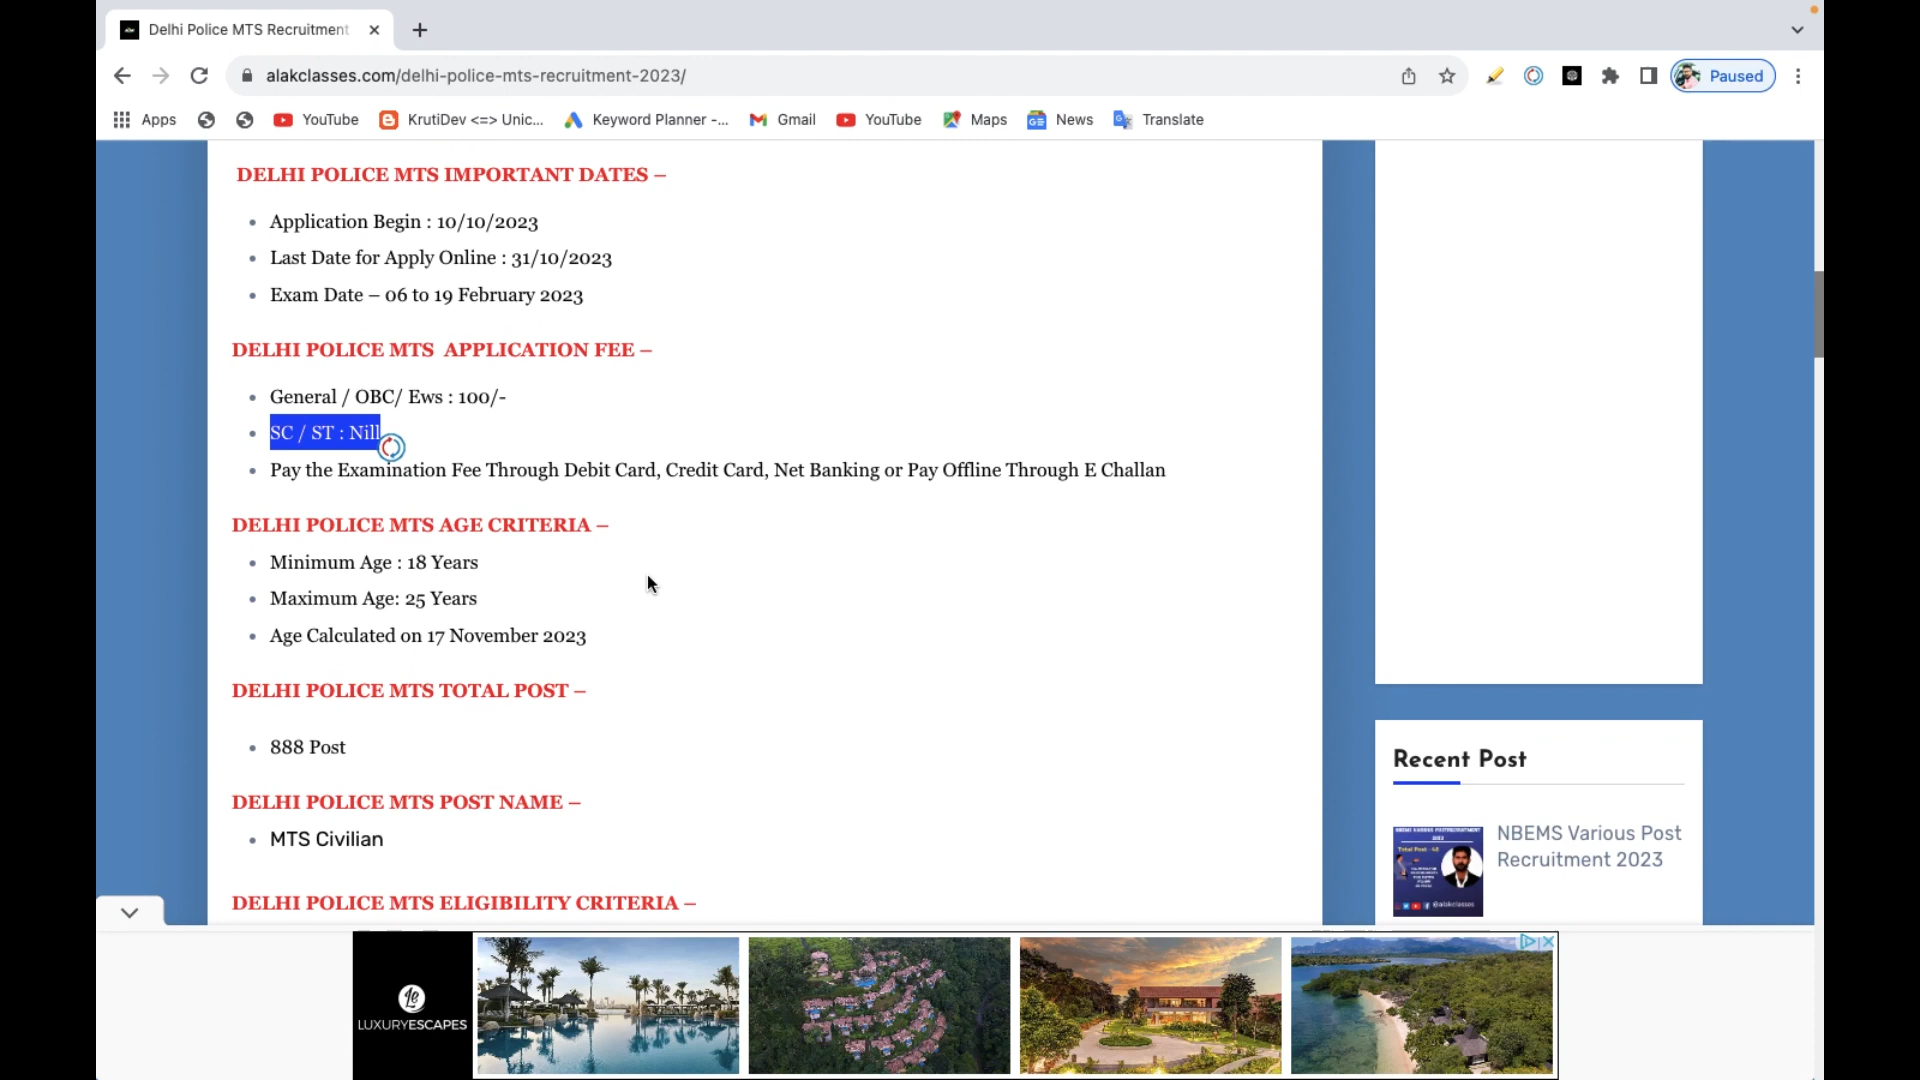 Delhi Police MTS Recruitment
alakclasses.com/delhi-police-mts-recruitment-2023/
Paused
Apps
YouTube
KrutiDev <=> Unic...
Keyword Planner -...
Gmail
YouTube
Maps
News
Translate
DELHI POLICE MTS IMPORTANT DATES –
Application Begin : 10/10/2023
Last Date for Apply Online : 31/10/2023
Exam Date – 06 to 19 February 2023
DELHI POLICE MTS APPLICATION FEE –
General / OBC/ Ews : 100/-
SC / ST : Nill
Pay the Examination Fee Through Debit Card, Credit Card, Net Banking or Pay Offline Through E Challan
DELHI POLICE MTS AGE CRITERIA –
Minimum Age : 18 Years
Maximum Age: 25 Years
Age Calculated on 17 November 2023
DELHI POLICE MTS TOTAL POST –
888 Post
DELHI POLICE MTS POST NAME –
MTS Civilian
DELHI POLICE MTS ELIGIBILITY CRITERIA –
Recent Post
NBEMS Various Post
Recruitment 2023
Total Post - 48
@alakclasses
Le
LUXURYESCAPES